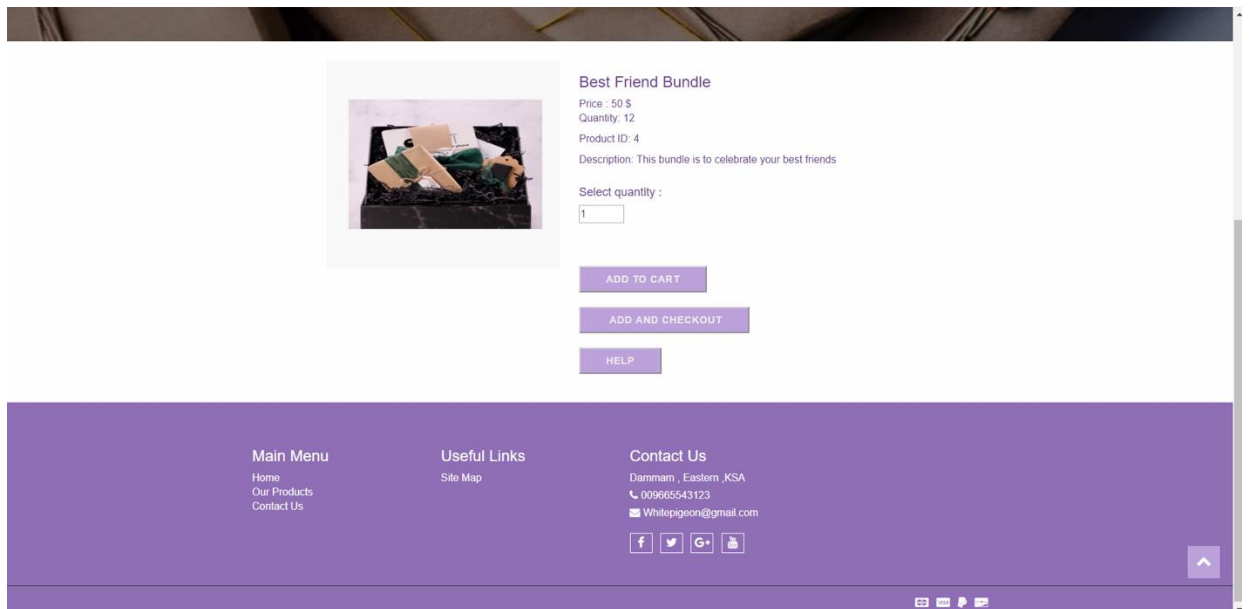 Best Friend Bundle
Price : 50 $
Quantity: 12
Product ID: 4
Description: This bundle is to celebrate your best friends
Select quantity :
1
ADD TO CART
ADD AND CHECKOUT
HELP
Main Menu
Home
Our Products
Contact Us
Useful Links
Site Map
Contact Us
Dammam , Eastern ,KSA
009665543123
Whitepigeon@gmail.com
VISA